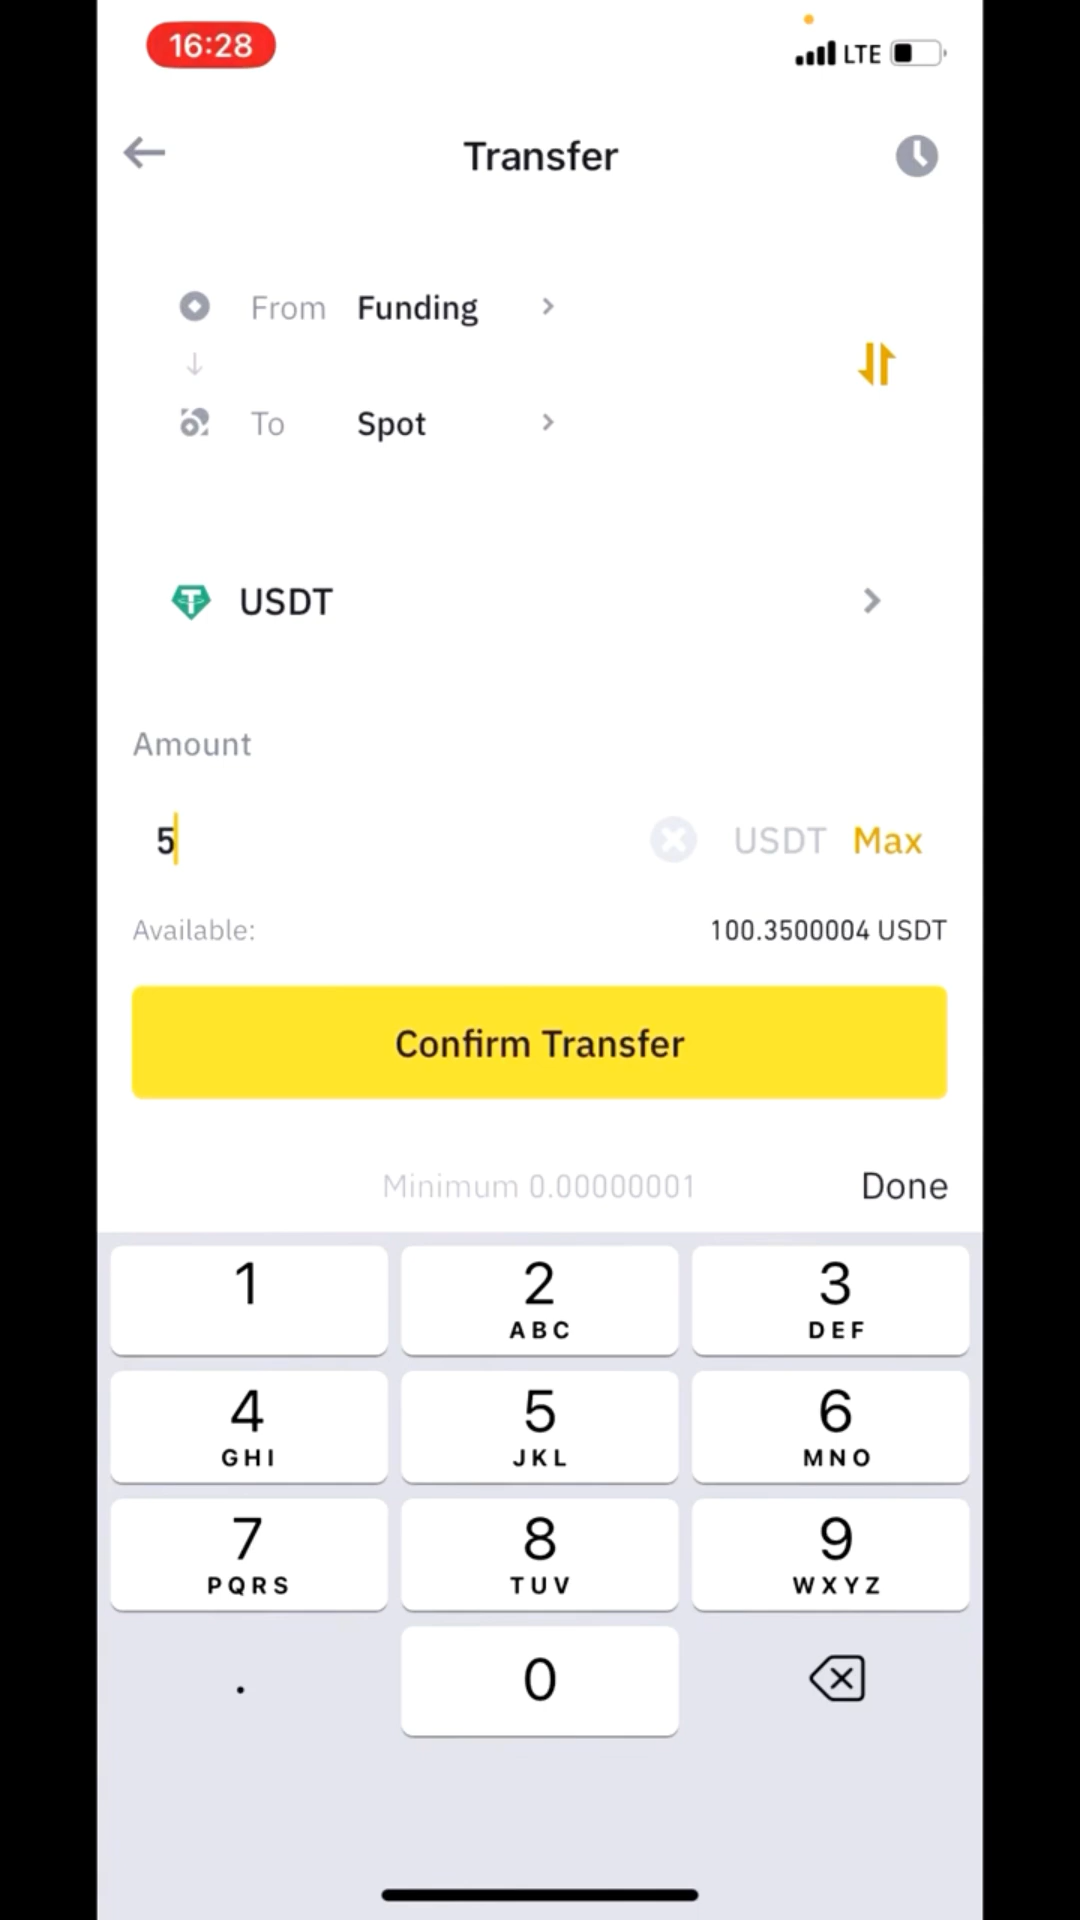 16:28
LTE
Transfer
From Funding
To Spot
USDT
Amount
5 USDT Max
Available: 100.3500004 USDT
Confirm Transfer
Minimum 0.00000001 Done
1 2 3
ABC DEF
4 5 6
GHI JKL MNO
7 8 9
PQRS TUV WXYZ
. 0